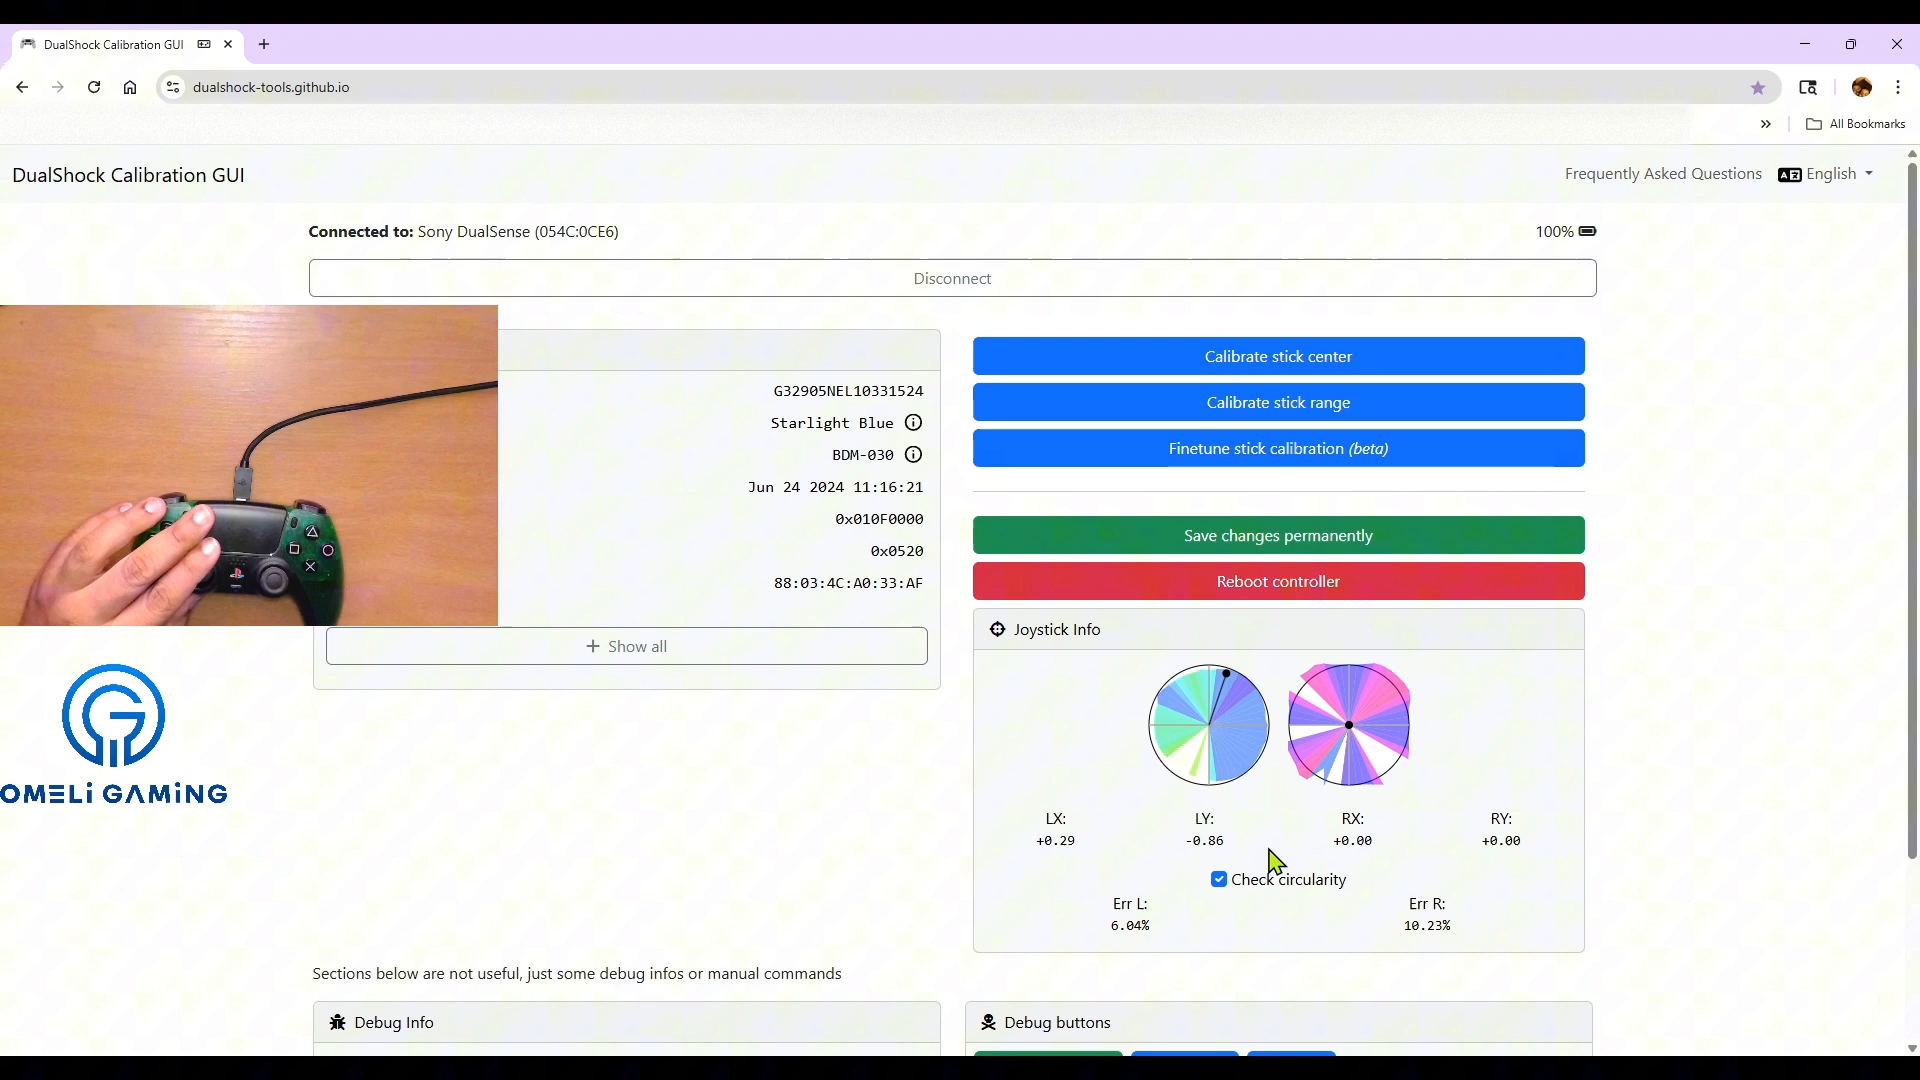 DualShock Calibration GUI
dualshock-tools.github.io
All Bookmarks
DualShock Calibration GUI
Frequently Asked Questions
English
Connected to: Sony DualSense (054C:0CE6)
100%
Disconnect
G32905NEL10331524
Starlight Blue
BDM-030
Jun 24 2024 11:16:21
0x010F0000
0x0520
88:03:4C:A0:33:AF
Show all
Calibrate stick center
Calibrate stick range
Finetune stick calibration (beta)
Save changes permanently
Reboot controller
Joystick Info
LX: LY: RX: RY:
+0.29 -0.86 +0.00 +0.00
Check circularity
Err L: Err R:
6.04% 10.23%
OMELi GAMiNG
Sections below are not useful, just some debug infos or manual commands
Debug Info
Debug buttons